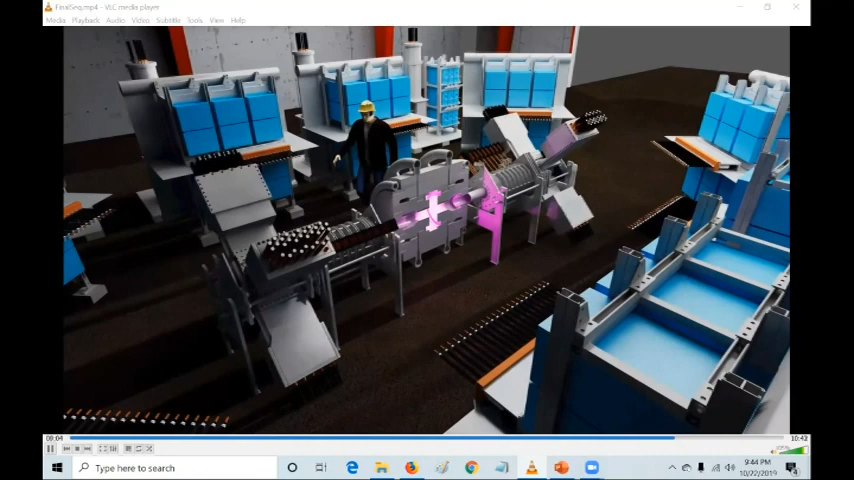 FinalSeq.mp4 - VLC media player
Media Playback Audio Video Subtitle Tools View Help
00:04
10:43
Type here to search
9:44 PM
10/22/2019